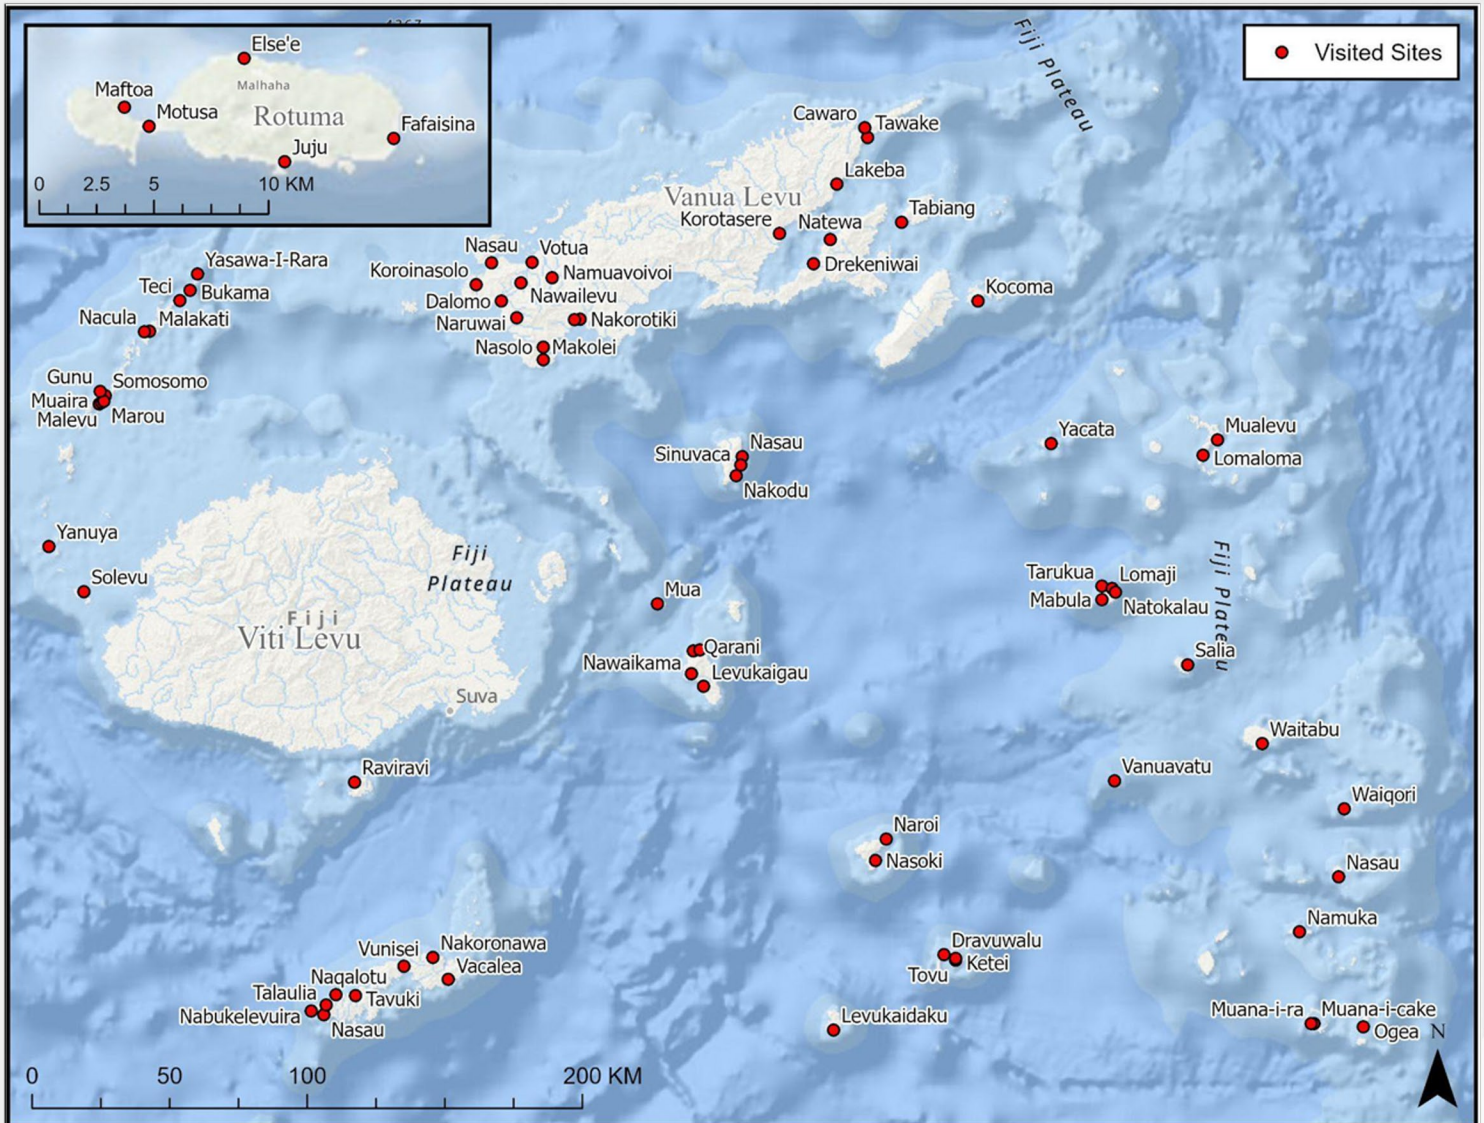 Else'e
Malhaha
Maftoa
Motusa
Rotuma
Fafaisina
Juju
0 2.5 5 10 KM
Fiji Plateau
Visited Sites
Cawaro
Tawake
Lakeba
Vanua Levu
Korotasere
Natewa
Tabiang
Drekeniwai
Kocoma
Nasau
Votua
Koroinasolo
Namuavoivoi
Dalomo
Nawailevu
Naruwai
Nakorotiki
Nasolo
Makolei
Yasawa-I-Rara
Teci
Bukama
Nacula
Malakati
Gunu
Somosomo
Muaira
Malevu
Marou
Sinuvaca
Nasau
Nakodu
Yacata
Mualevu
Lomaloma
Yanuya
Solevu
Fiji
Plateau
Fiji
Viti Levu
Suva
Mua
Qarani
Nawaikama
Levukaigau
Tarukua
Lomaji
Mabula
Natokalau
Fiji Plateau
Salia
Waitabu
Vanuavatu
Waiqori
Raviravi
Naroi
Nasoki
Nasau
Namuka
Vunisei
Nakoronawa
Vacalea
Naqalotu
Talaulia
Tavuki
Nabukelevuira
Nasau
Dravuwalu
Ketei
Tovu
Levukaidaku
Muana-i-ra
Muana-i-cake
Ogea
N
0 50 100 200 KM